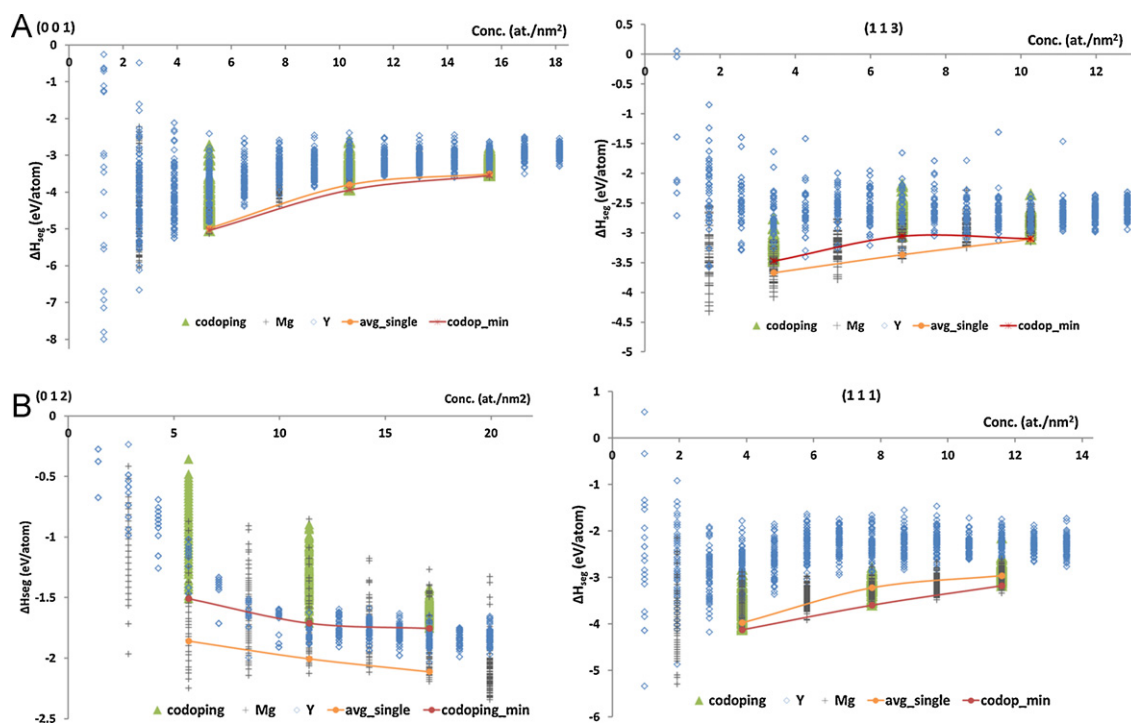 A
(0 0 1)
Conc. (at./nm²)
0 2 4 6 8 10 12 14 16 18
0
-1
-2
-3
-4
-5
-6
-7
-8
ΔHseg (eV/atom)
codoping Mg Y avg_single codop_min
(1 1 3)
Conc. (at./nm²)
0.5
0
-0.5
-1
-1.5
-2
-2.5
-3
-3.5
-4
-4.5
-5
0 2 4 6 8 10 12
ΔHseg (eV/atom)
codoping Mg Y avg_single codop_min
B
(0 1 2)
Conc. (at./nm2)
0 5 10 15 20
0
-0.5
-1
-1.5
-2
-2.5
ΔHseg (eV/atom)
codoping Mg Y avg_single codoping_min
(1 1 1)
Conc. (at./nm²)
1
0
-1
-2
-3
-4
-5
-6
0 2 4 6 8 10 12 14
ΔHseg (eV/atom)
codoping Y Mg avg_single codop_min